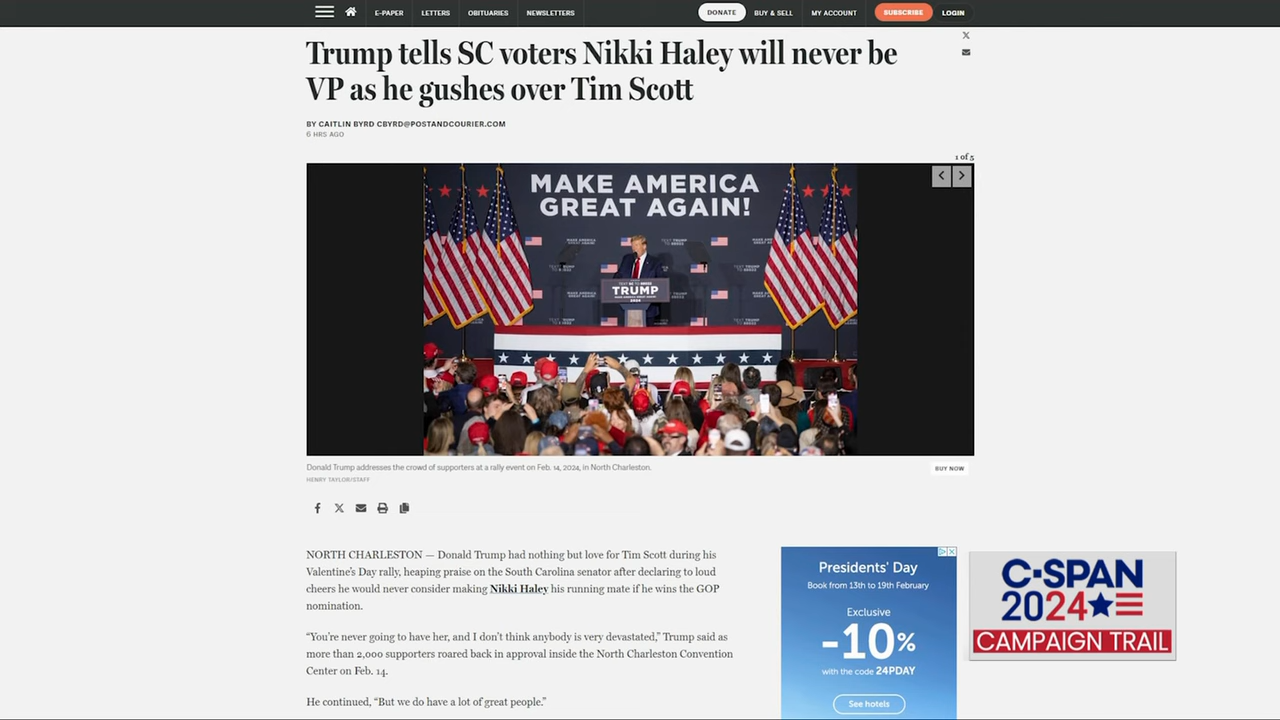 E-PAPER LETTERS OBITUARIES NEWSLETTERS DONATE BUY & SELL MY ACCOUNT SUBSCRIBE LOGIN
Trump tells SC voters Nikki Haley will never be
VP as he gushes over Tim Scott
BY CAITLIN BYRD CBYRD@POSTANDCOURIER.COM
6 HRS AGO
1 of 5
MAKE AMERICA
GREAT AGAIN!
TRUMP
Donald Trump addresses the crowd of supporters at a rally event on Feb. 14, 2024, in North Charleston.
BUY NOW
HENRY TAYLOR/STAFF
NORTH CHARLESTON — Donald Trump had nothing but love for Tim Scott during his
Valentine's Day rally, heaping praise on the South Carolina senator after declaring to loud
cheers he would never consider making Nikki Haley his running mate if he wins the GOP
nomination.
“You're never going to have her, and I don't think anybody is very devastated,” Trump said as
more than 2,000 supporters roared back in approval inside the North Charleston Convention
Center on Feb. 14.
He continued, “But we do have a lot of great people.”
Presidents' Day
Book from 13th to 19th February
Exclusive
-10%
with the code 24PDAY
See hotels
C-SPAN
2024
CAMPAIGN TRAIL